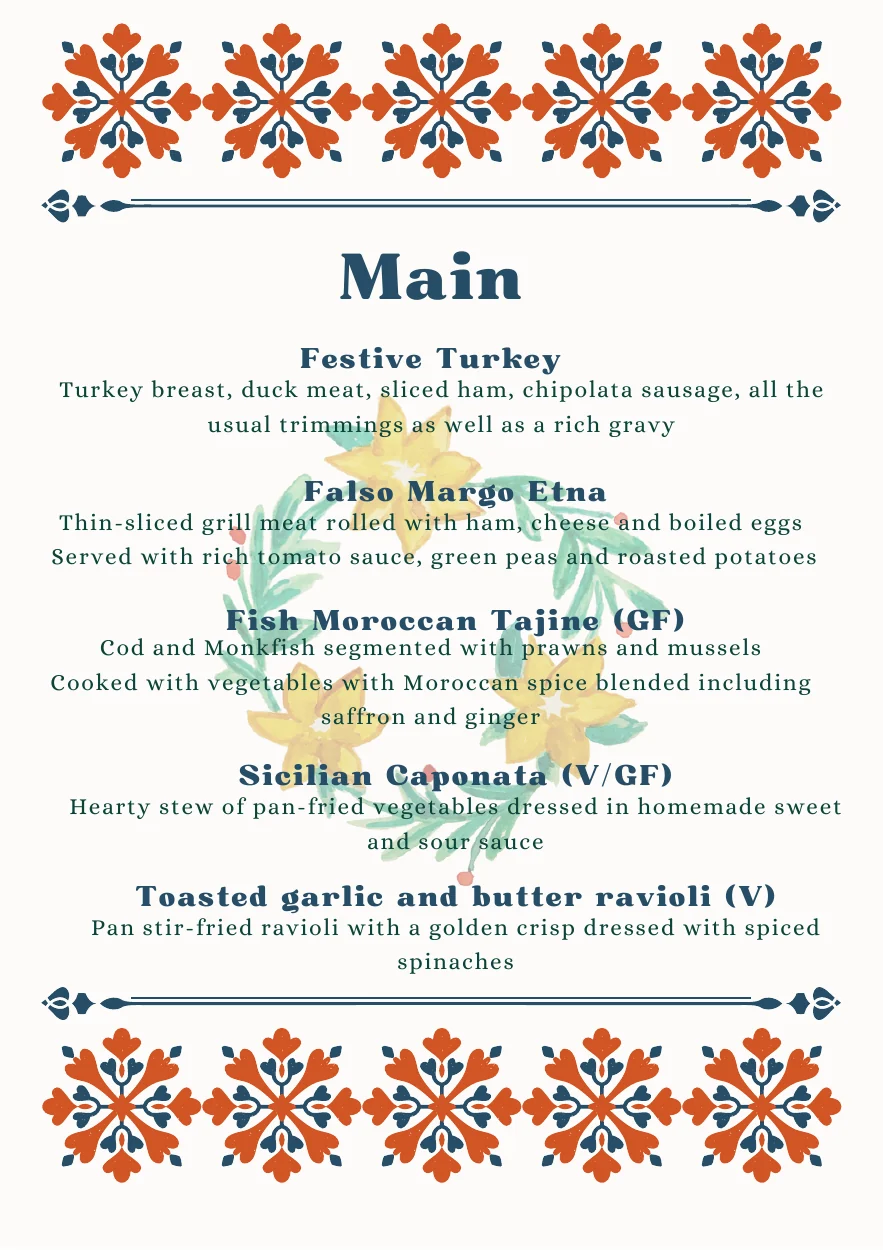 Main
Festive Turkey
Turkey breast, duck meat, sliced ham, chipolata sausage, all the
usual trimmings as well as a rich gravy
Falso Margo Etna
Thin-sliced grill meat rolled with ham, cheese and boiled eggs
Served with rich tomato sauce, green peas and roasted potatoes
Fish Moroccan Tajine (GF)
Cod and Monkfish segmented with prawns and mussels
Cooked with vegetables with Moroccan spice blended including
saffron and ginger
Sicilian Caponata (V/GF)
Hearty stew of pan-fried vegetables dressed in homemade sweet
and sour sauce
Toasted garlic and butter ravioli (V)
Pan stir-fried ravioli with a golden crisp dressed with spiced
spinaches